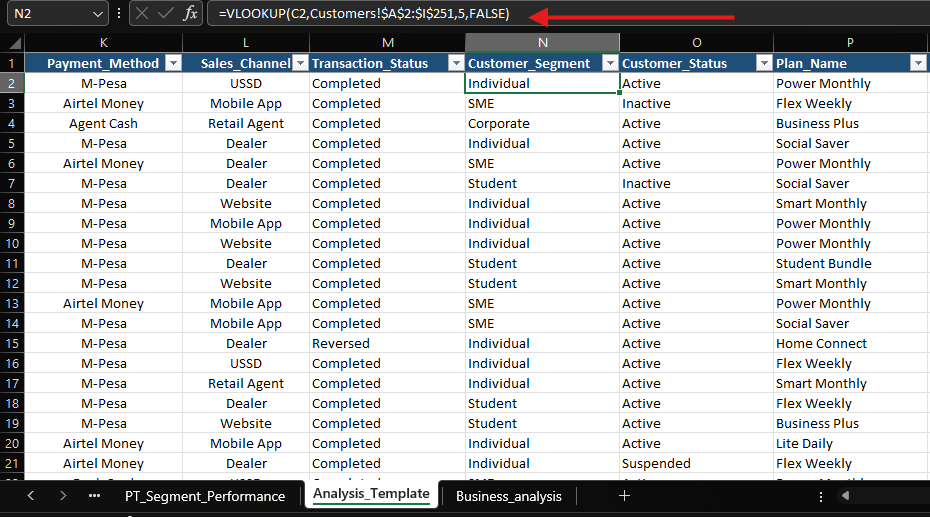 N2 fx =VLOOKUP(C2,Customers!$A$2:$I$251,5,FALSE)
K L M N O P
1 Payment_Method Sales_Channel Transaction_Status Customer_Segment Customer_Status Plan_Name
2 M-Pesa USSD Completed Individual Active Power Monthly
3 Airtel Money Mobile App Completed SME Inactive Flex Weekly
4 Agent Cash Retail Agent Completed Corporate Active Business Plus
5 M-Pesa Dealer Completed Individual Active Social Saver
6 Airtel Money Dealer Completed SME Active Power Monthly
7 M-Pesa Dealer Completed Student Inactive Social Saver
8 M-Pesa Website Completed Individual Active Smart Monthly
9 M-Pesa Mobile App Completed Individual Active Power Monthly
10 M-Pesa Website Completed Individual Active Power Monthly
11 M-Pesa Dealer Completed Student Active Student Bundle
12 M-Pesa Website Completed Student Active Smart Monthly
13 Airtel Money Mobile App Completed SME Active Power Monthly
14 M-Pesa Mobile App Completed SME Active Social Saver
15 M-Pesa Dealer Reversed Individual Active Home Connect
16 M-Pesa USSD Completed Individual Active Flex Weekly
17 M-Pesa Retail Agent Completed Individual Active Smart Monthly
18 M-Pesa Dealer Completed Student Active Flex Weekly
19 M-Pesa Website Completed Student Active Business Plus
20 Airtel Money Mobile App Completed Individual Active Lite Daily
21 Airtel Money Dealer Completed Individual Suspended Flex Weekly
PT_Segment_Performance Analysis_Template Business_analysis